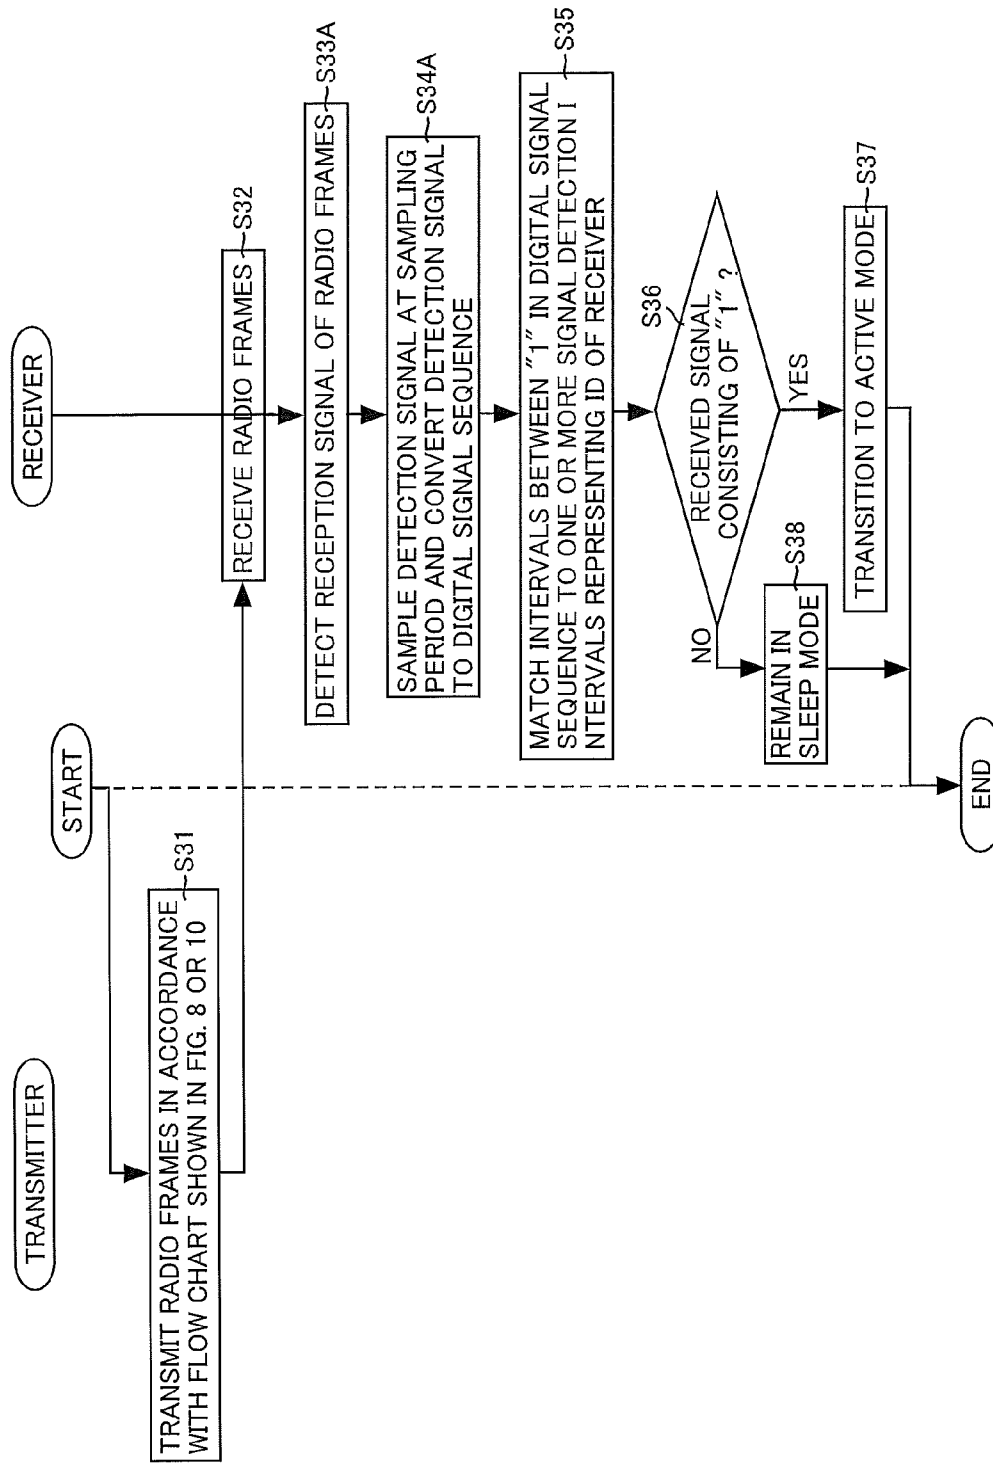 TRANSMITTER
START
RECEIVER
TRANSMIT RADIO FRAMES IN ACCORDANCE
WITH FLOW CHART SHOWN IN FIG. 8 OR 10
S31
RECEIVE RADIO FRAMES
S32
DETECT RECEPTION SIGNAL OF RADIO FRAMES
S33A
SAMPLE DETECTION SIGNAL AT SAMPLING
PERIOD AND CONVERT DETECTION SIGNAL
TO DIGITAL SIGNAL SEQUENCE
S34A
MATCH INTERVALS BETWEEN "1" IN DIGITAL SIGNAL
SEQUENCE TO ONE OR MORE SIGNAL DETECTION I
NTERVALS REPRESENTING ID OF RECEIVER
S35
S36
RECEIVED SIGNAL
CONSISTING OF "1" ?
NO
YES
REMAIN IN
SLEEP MODE
S38
TRANSITION TO ACTIVE MODE
S37
END